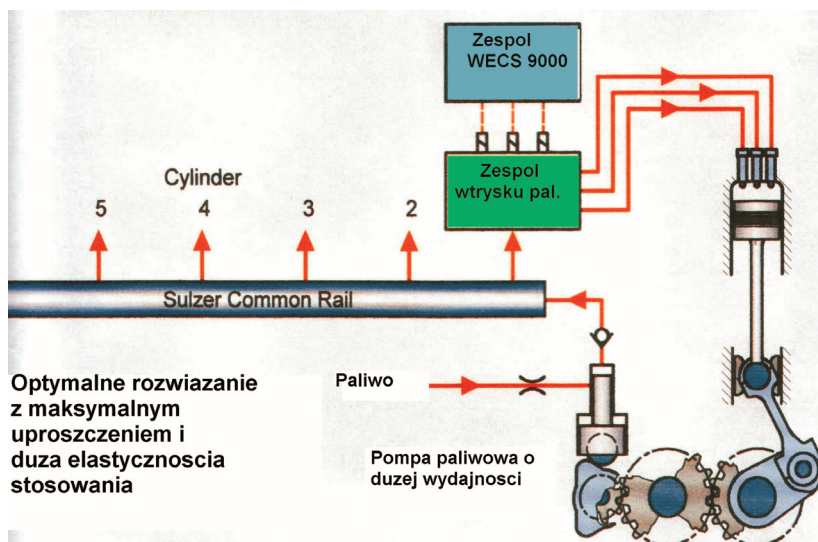 Zespol
WECS 9000
Zespol
wtrysku pal.
Cylinder
5 4 3 2
Sulzer Common Rail
Optymalne rozwiazanie
z maksymalnym
uproszczeniem i
duza elastycznoscia
stosowania
Paliwo
Pompa paliwowa o
duzej wydajnosci